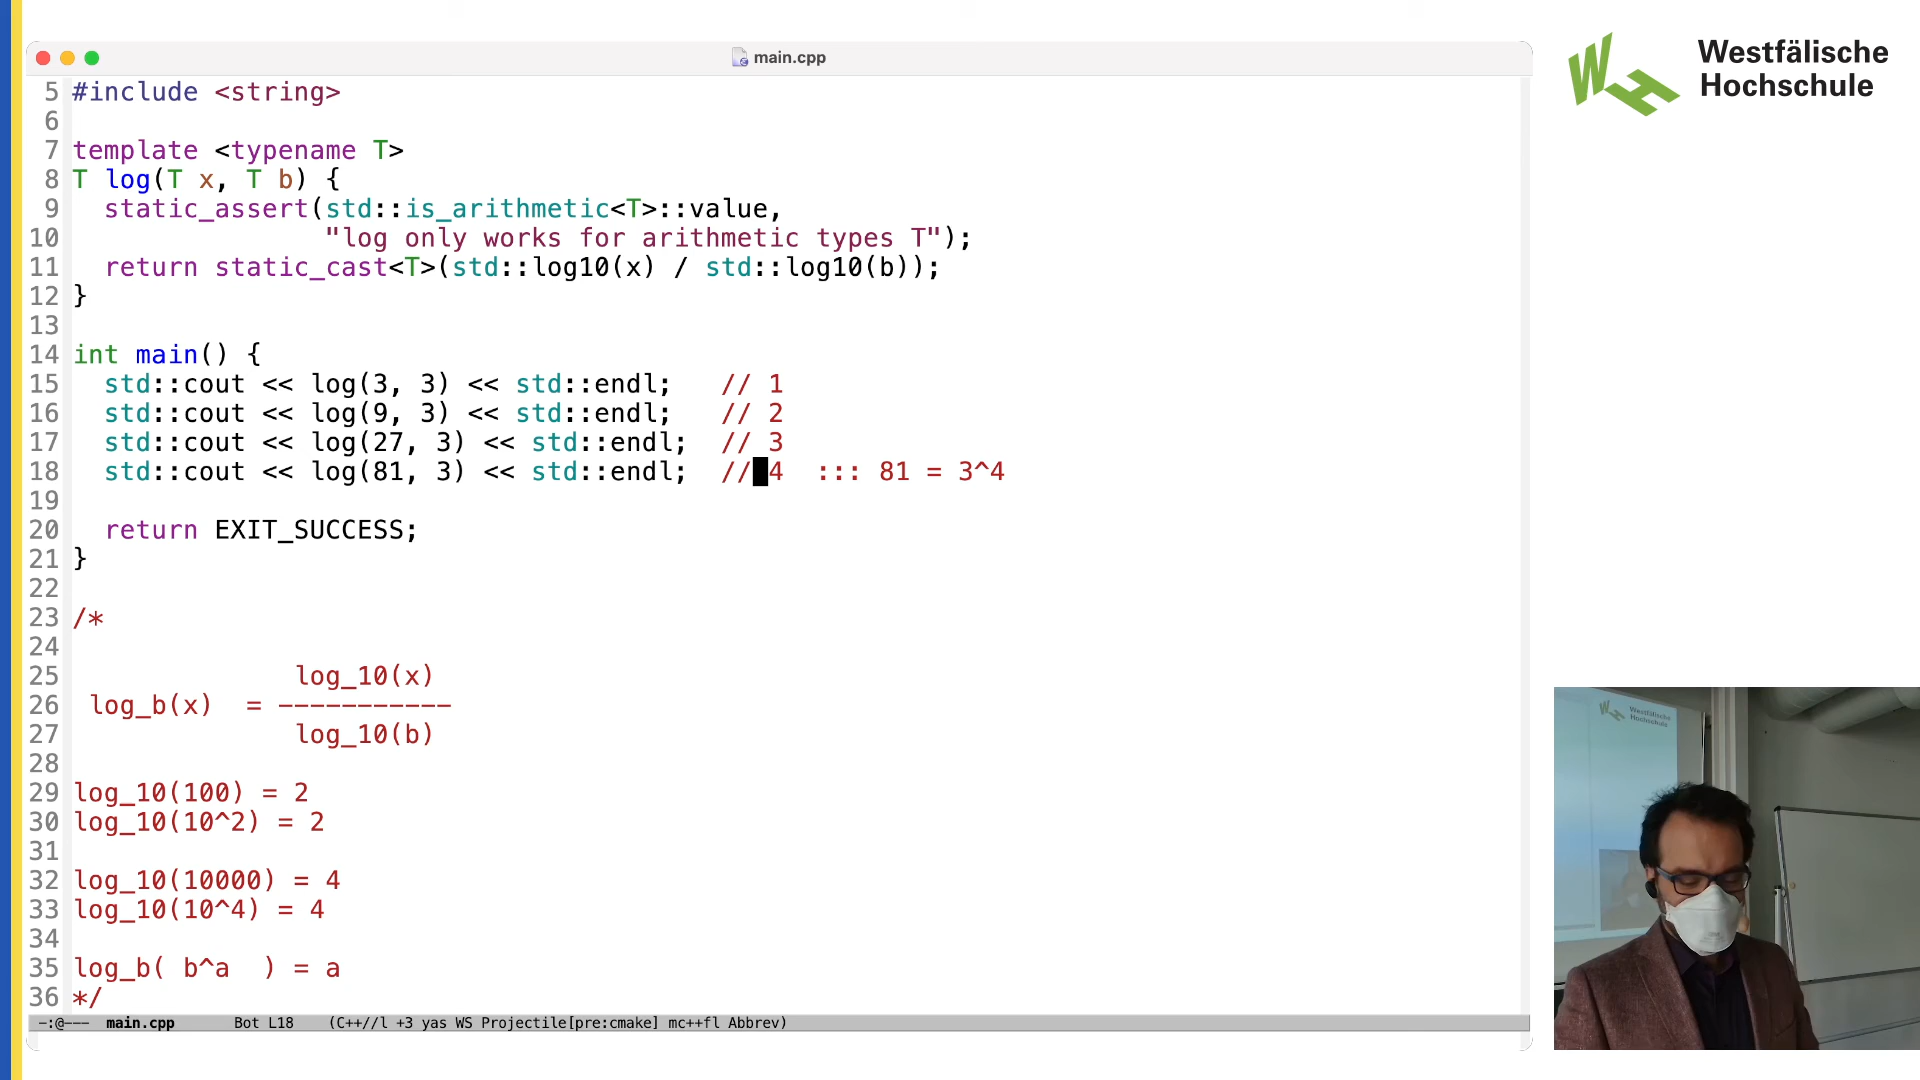 main.cpp
Westfälische
Hochschule
5 #include <string>
6
7 template <typename T>
8 T log(T x, T b) {
9   static_assert(std::is_arithmetic<T>::value,
10                 "log only works for arithmetic types T");
11   return static_cast<T>(std::log10(x) / std::log10(b));
12 }
13
14 int main() {
15   std::cout << log(3, 3) << std::endl;   // 1
16   std::cout << log(9, 3) << std::endl;   // 2
17   std::cout << log(27, 3) << std::endl;  // 3
18   std::cout << log(81, 3) << std::endl;  // 4  ::: 81 = 3^4
19
20   return EXIT_SUCCESS;
21 }
22
23 /*
24
25               log_10(x)
26  log_b(x)  = -----------
27               log_10(b)
28
29 log_10(100) = 2
30 log_10(10^2) = 2
31
32 log_10(10000) = 4
33 log_10(10^4) = 4
34
35 log_b( b^a  ) = a
36 */
-:@---  main.cpp      Bot L18    (C++//l +3 yas WS Projectile[pre:cmake] mc++fl Abbrev)
Westfälische
Hochschule